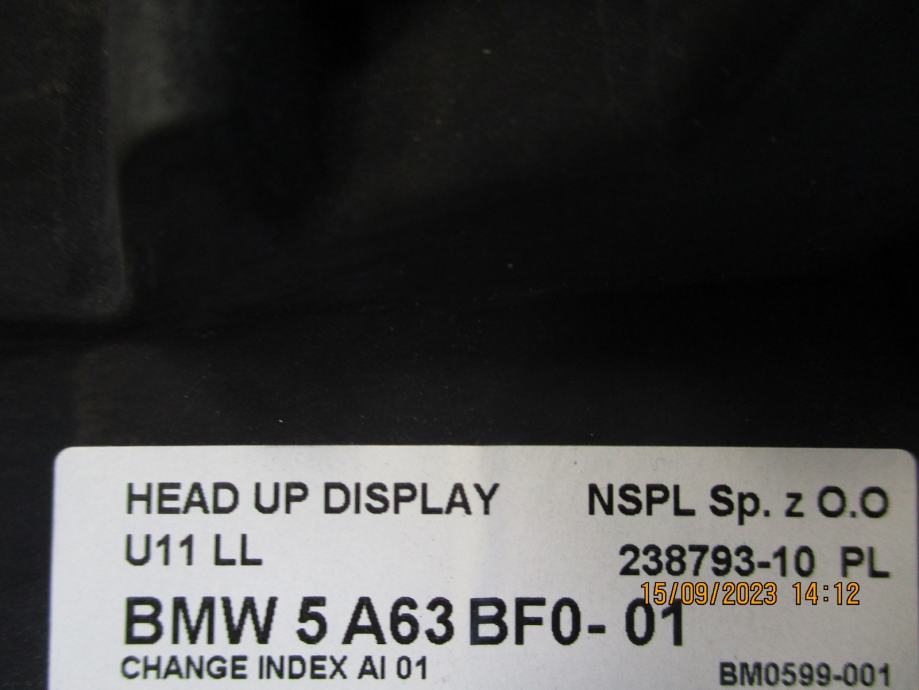 HEAD UP DISPLAY NSPL Sp. z O.O
U11 LL 238793-10 PL
15/09/2023 14:12
BMW 5 A63 BF0- 01
CHANGE INDEX AI 01 BM0599-001